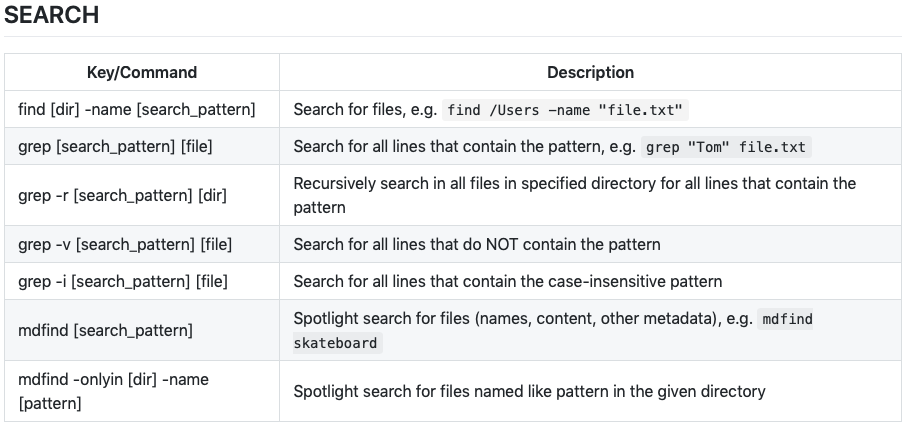 SEARCH
Key/Command Description
find [dir] -name [search_pattern] Search for files, e.g. find /Users -name "file.txt"
grep [search_pattern] [file] Search for all lines that contain the pattern, e.g. grep "Tom" file.txt
grep -r [search_pattern] [dir] Recursively search in all files in specified directory for all lines that contain the
pattern
grep -v [search_pattern] [file] Search for all lines that do NOT contain the pattern
grep -i [search_pattern] [file] Search for all lines that contain the case-insensitive pattern
mdfind [search_pattern] Spotlight search for files (names, content, other metadata), e.g. mdfind
skateboard
mdfind -onlyin [dir] -name
[pattern] Spotlight search for files named like pattern in the given directory